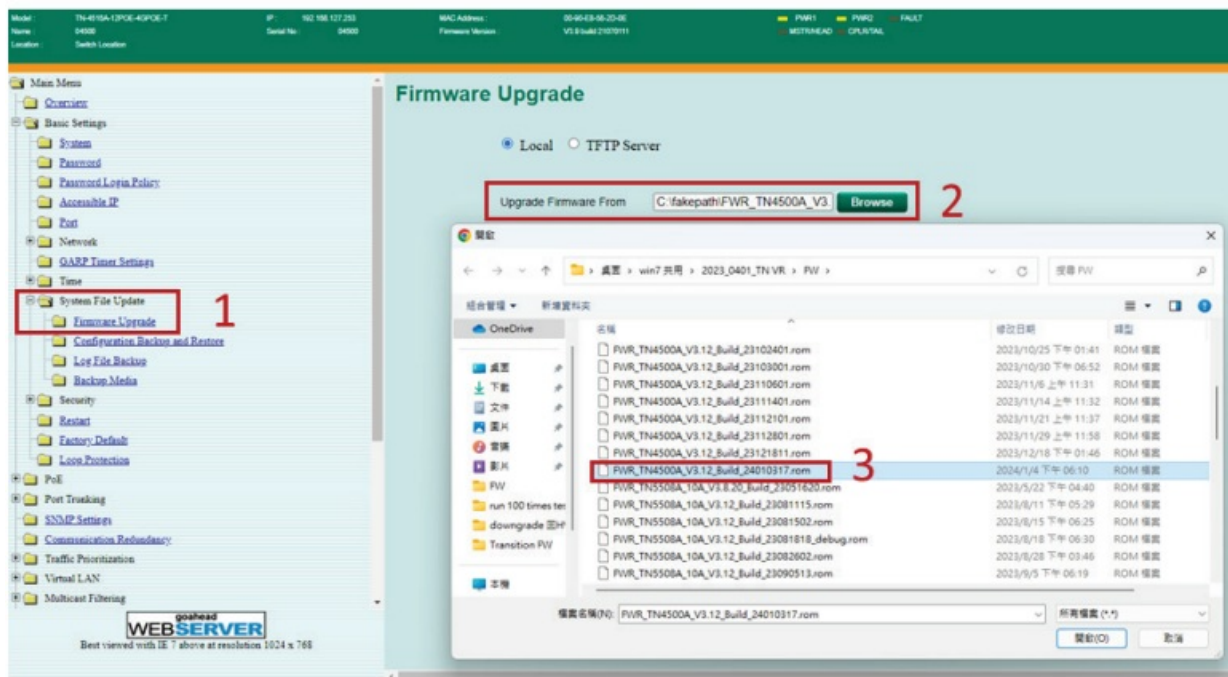 Model : TN-4516A-12POE-4GPOE-T IP : 192.168.127.253 MAC Address : 00-90-E8-66-2D-6E PWR1 PWR2 FAULT
Name : 04500 Serial No : 04500 Firmware Version : V3.9 build 21070111 MSTR/HEAD CPLR/TAIL
Location : Switch Location
Main Menu
Overview
Basic Settings
System
Password
Password Login Policy
Accessible IP
Port
Network
GARP Timer Settings
Time
System File Update
Firmware Upgrade
1
Configuration Backup and Restore
Log File Backup
Backup Media
Security
Restart
Factory Default
Loop Protection
PoE
Port Trunking
SNMP Settings
Communication Redundancy
Traffic Prioritization
Virtual LAN
Multicast Filtering
goahead
WEBSERVER
Best viewed with IE 7 above at resolution 1024 x 768
Firmware Upgrade
Local TFTP Server
Upgrade Firmware From C:\fakepath\FWR_TN4500A_V3. Browse
2
開啟
桌面 › win7 共用 › 2023_0401_TN VR › FW ›
搜尋 FW
組合管理 新增資料夾
OneDrive
桌面
下載
文件
圖片
音樂
影片
FW
run 100 times tes
downgrade
Transition FW
本機
名稱 修改日期 類型
FWR_TN4500A_V3.12_Build_23102401.rom 2023/10/25 下午 01:41 ROM 檔案
FWR_TN4500A_V3.12_Build_23103001.rom 2023/10/30 下午 06:52 ROM 檔案
FWR_TN4500A_V3.12_Build_23110601.rom 2023/11/6 上午 11:31 ROM 檔案
FWR_TN4500A_V3.12_Build_23111401.rom 2023/11/14 上午 11:32 ROM 檔案
FWR_TN4500A_V3.12_Build_23112101.rom 2023/11/21 上午 11:37 ROM 檔案
FWR_TN4500A_V3.12_Build_23112801.rom 2023/11/29 上午 11:58 ROM 檔案
FWR_TN4500A_V3.12_Build_23121811.rom 2023/12/18 下午 01:46 ROM 檔案
FWR_TN4500A_V3.12_Build_24010317.rom 2024/1/4 下午 06:10 ROM 檔案
3
FWR_TN5508A_10A_V3.8.20_Build_23051620.rom 2023/5/22 下午 04:40 ROM 檔案
FWR_TN5508A_10A_V3.12_Build_23081115.rom 2023/8/11 下午 05:29 ROM 檔案
FWR_TN5508A_10A_V3.12_Build_23081502.rom 2023/8/15 下午 06:25 ROM 檔案
FWR_TN5508A_10A_V3.12_Build_23081818_debug.rom 2023/8/18 下午 06:30 ROM 檔案
FWR_TN5508A_10A_V3.12_Build_23082602.rom 2023/8/28 下午 03:46 ROM 檔案
FWR_TN5508A_10A_V3.12_Build_23090513.rom 2023/9/5 下午 06:19 ROM 檔案
檔案名稱(N): FWR_TN4500A_V3.12_Build_24010317.rom 所有檔案 (*.*)
開啟(O) 取消